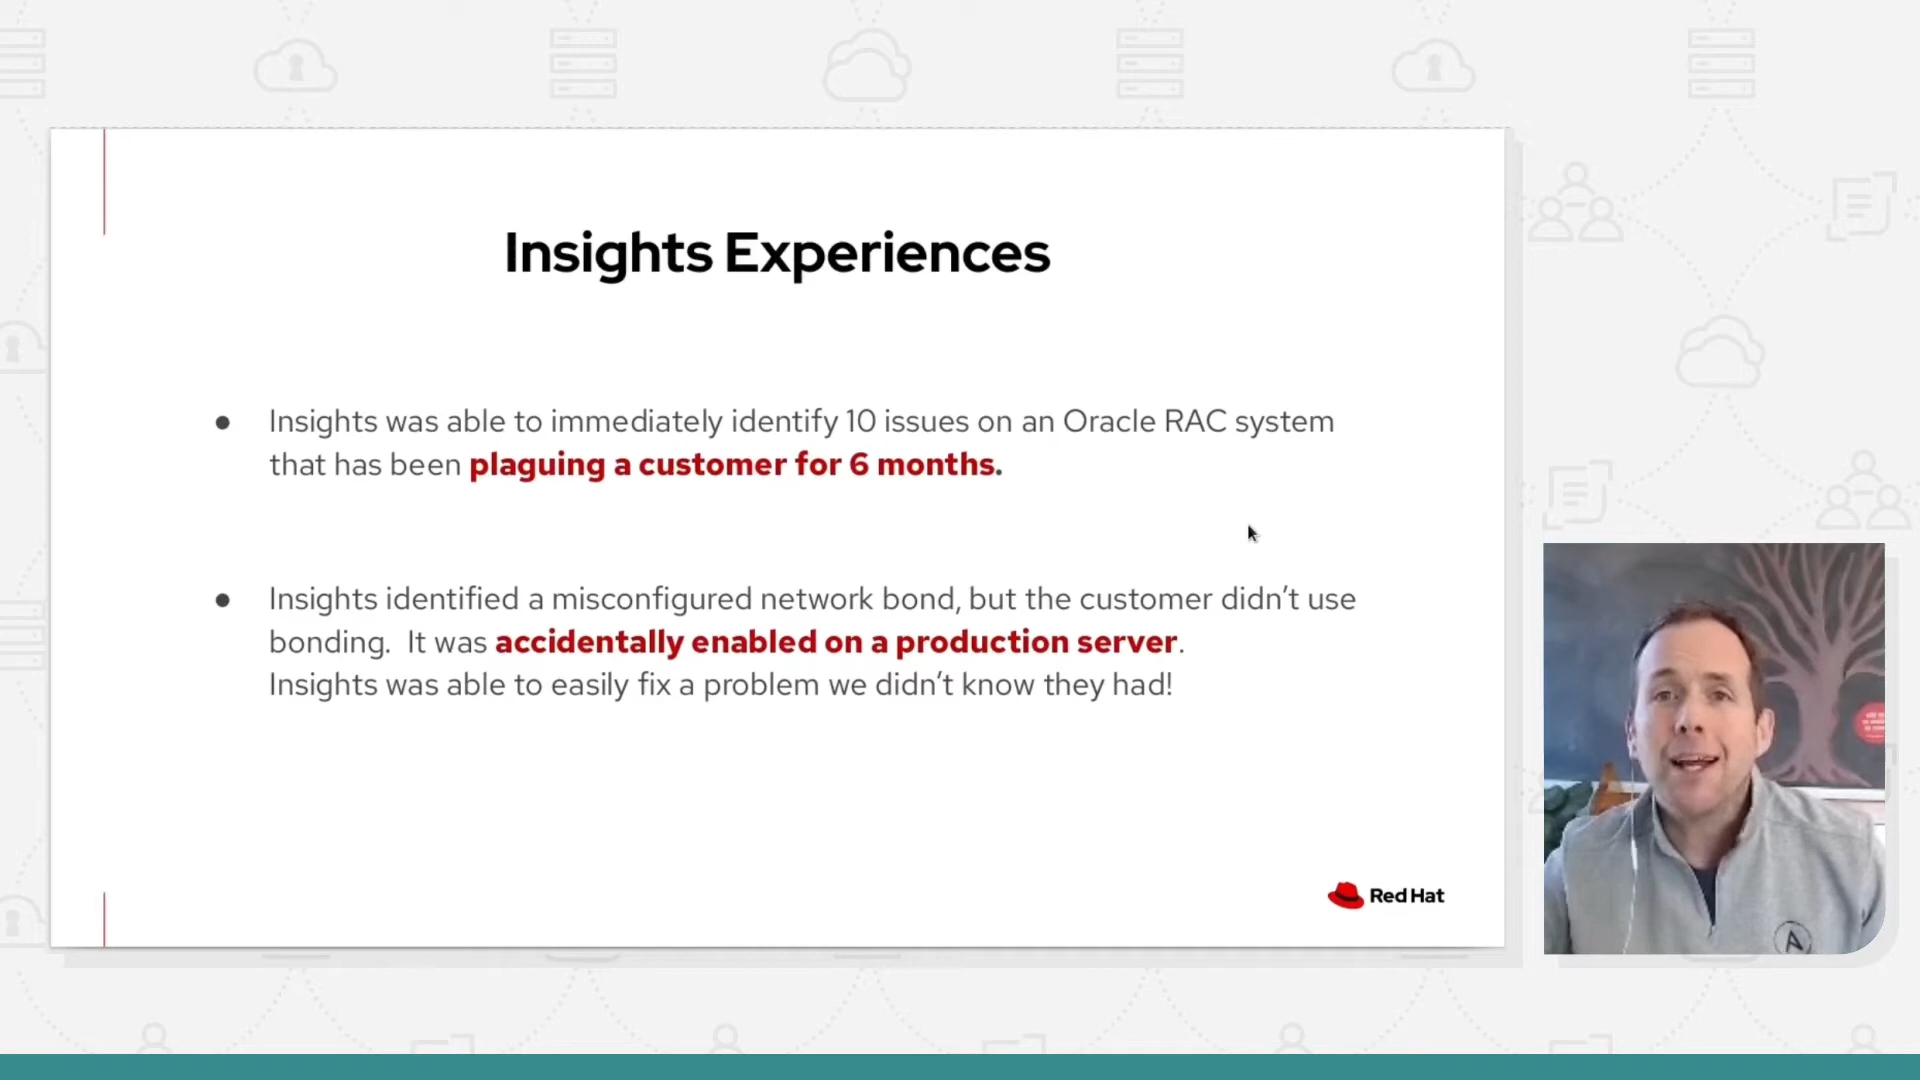 Insights Experiences
● Insights was able to immediately identify 10 issues on an Oracle RAC system
that has been plaguing a customer for 6 months.
● Insights identified a misconfigured network bond, but the customer didn’t use
bonding.  It was accidentally enabled on a production server.
Insights was able to easily fix a problem we didn’t know they had!
Red Hat
A